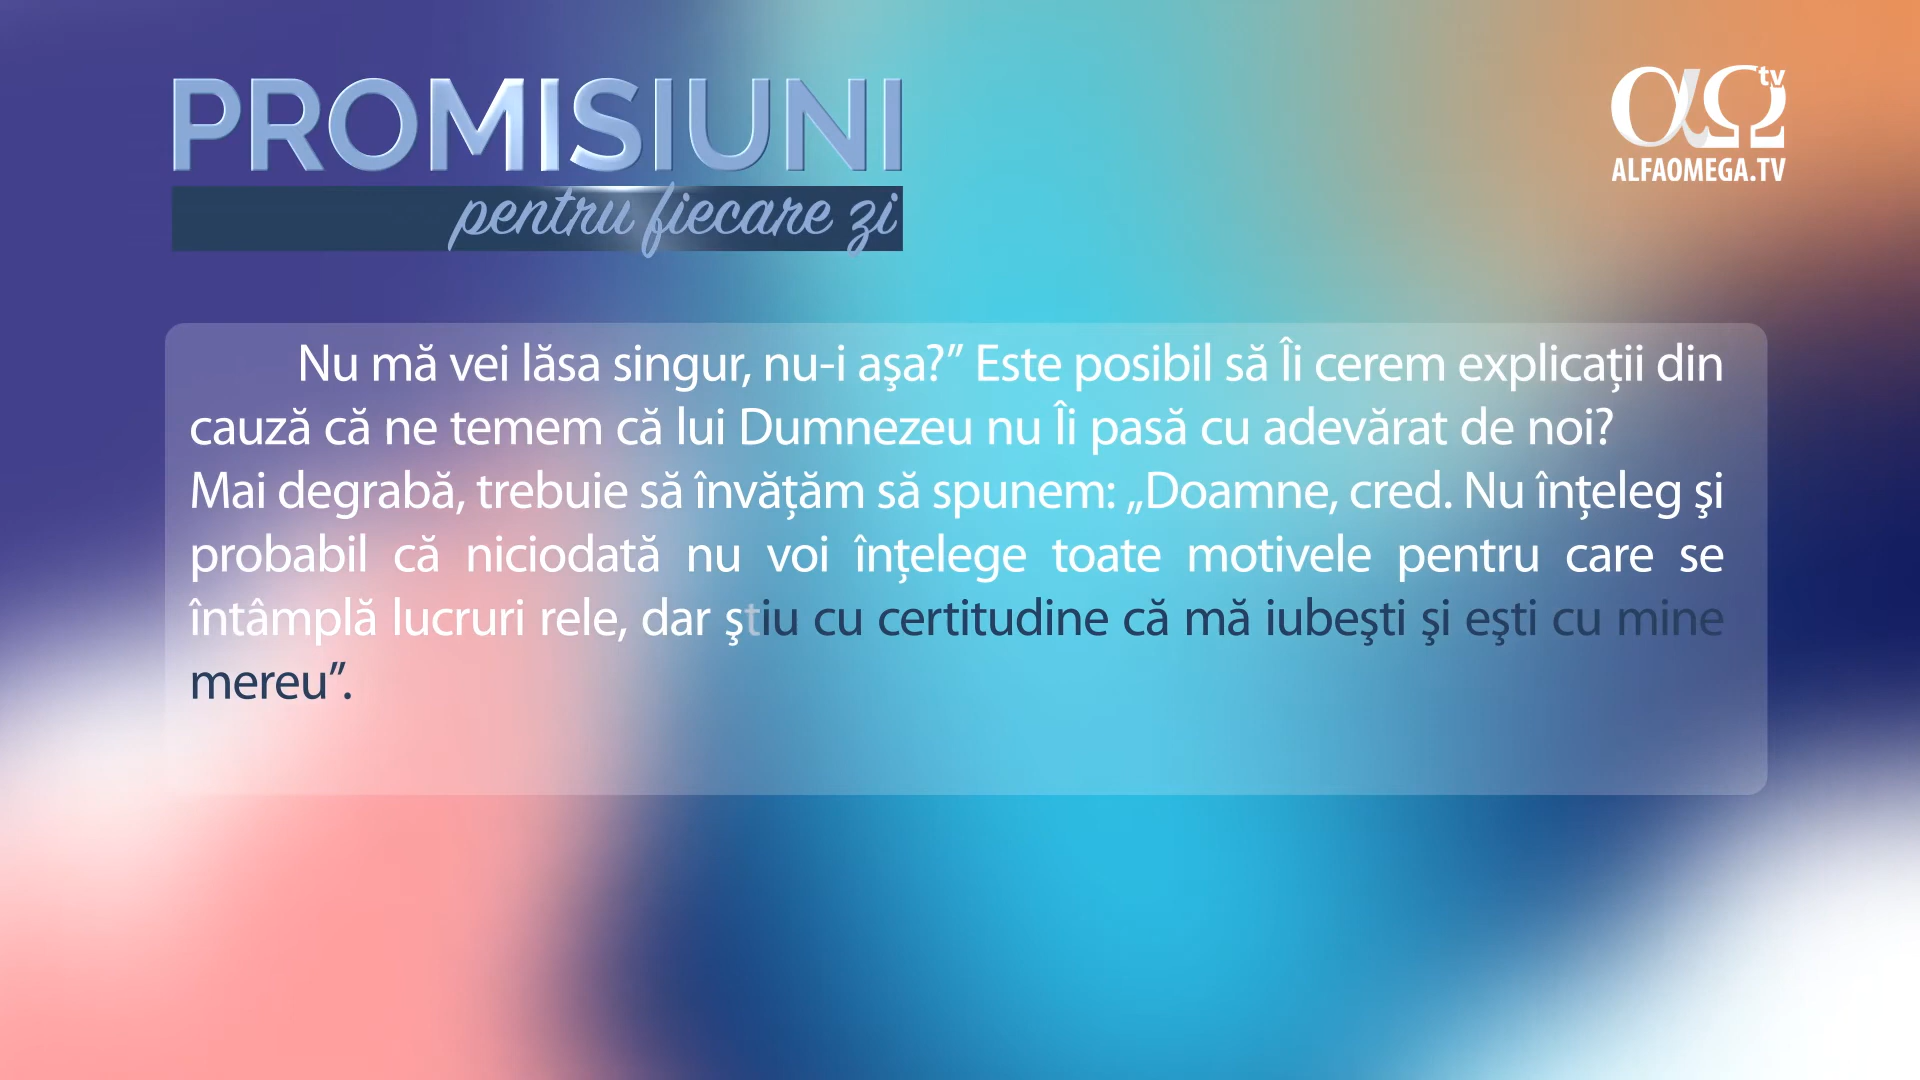 PROMISIUNI
pentru fiecare zi
αΩ tv
ALFAOMEGA.TV
Nu mă vei lăsa singur, nu-i aşa?” Este posibil să Îi cerem explicații din
cauză că ne temem că lui Dumnezeu nu Îi pasă cu adevărat de noi?
Mai degrabă, trebuie să învățăm să spunem: „Doamne, cred. Nu înțeleg şi
probabil că niciodată nu voi înțelege toate motivele pentru care se
întâmplă lucruri rele, dar ştiu cu certitudine că mă iubeşti şi eşti cu mine
mereu”.